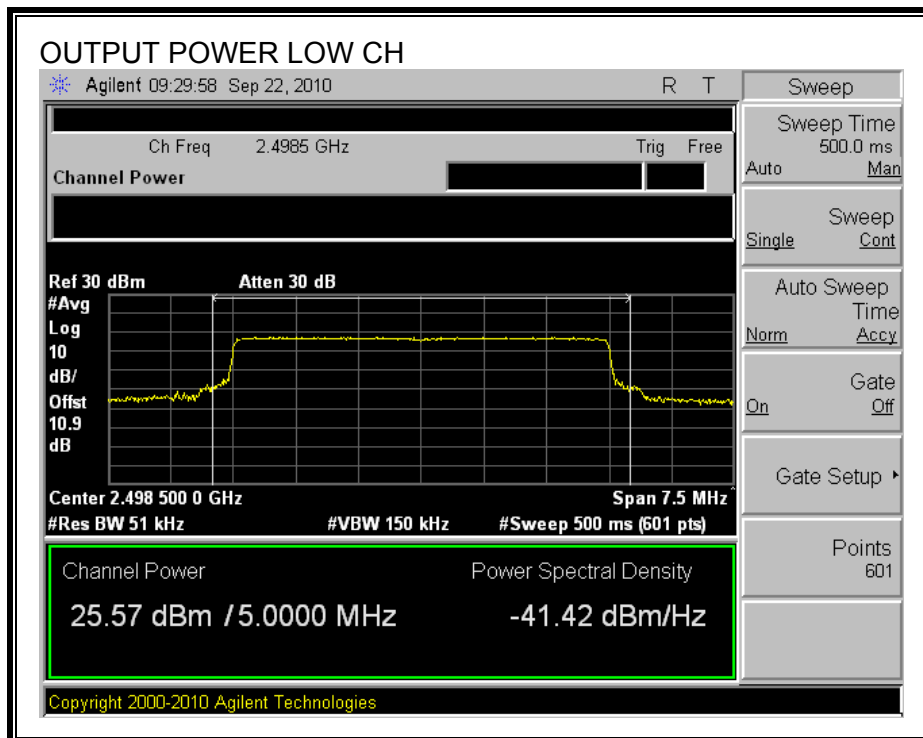 OUTPUT POWER LOW CH
Agilent 09:29:58 Sep 22, 2010 R T
Ch Freq 2.4985 GHz Trig Free
Channel Power
Ref 30 dBm Atten 30 dB
#Avg
Log
10
dB/
Offst
10.9
dB
Center 2.498 500 0 GHz Span 7.5 MHz
#Res BW 51 kHz #VBW 150 kHz #Sweep 500 ms (601 pts)
Channel Power Power Spectral Density
25.57 dBm / 5.0000 MHz -41.42 dBm/Hz
Copyright 2000-2010 Agilent Technologies
Sweep
Sweep Time
500.0 ms
Auto Man
Sweep
Single Cont
Auto Sweep
Time
Norm Accy
Gate
On Off
Gate Setup
Points
601